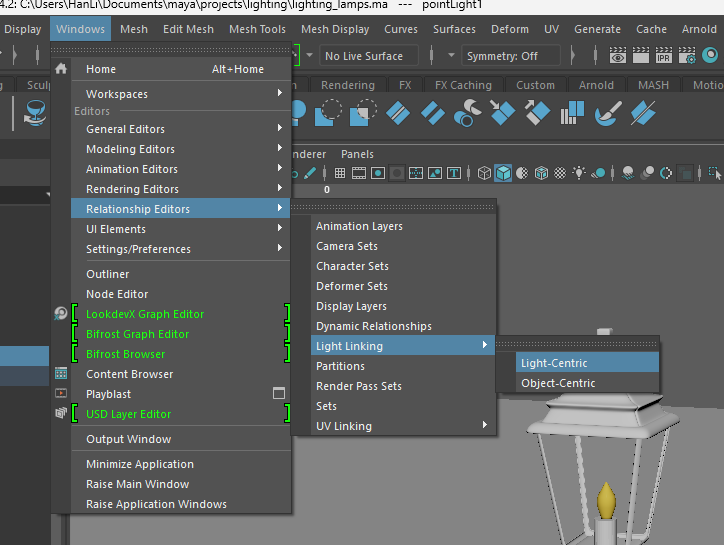 4.2: C:\Users\HanLi\Documents\maya\projects\lighting\lighting_lamps.ma --- pointLight1
Display Windows Mesh Edit Mesh Mesh Tools Mesh Display Curves Surfaces Deform UV Generate Cache Arnold
No Live Surface Symmetry: Off IPR
Sculp Rendering FX FX Caching Custom Arnold MASH Motio
Home Alt+Home
Workspaces
Editors
General Editors
Modeling Editors
Animation Editors
Rendering Editors
Relationship Editors
UI Elements
Settings/Preferences
Outliner
Node Editor
LookdevX Graph Editor
Bifrost Graph Editor
Bifrost Browser
Content Browser
Playblast
USD Layer Editor
Output Window
Minimize Application
Raise Main Window
Raise Application Windows
nderer Panels
0
Animation Layers
Camera Sets
Character Sets
Deformer Sets
Display Layers
Dynamic Relationships
Light Linking
Partitions
Render Pass Sets
Sets
UV Linking
Light-Centric
Object-Centric